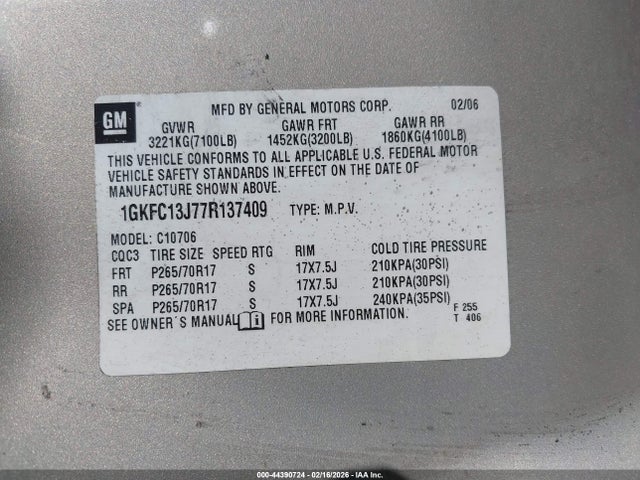 GM
MFD BY GENERAL MOTORS CORP. 02/06
GVWR GAWR FRT GAWR RR
3221KG(7100LB) 1452KG(3200LB) 1860KG(4100LB)
THIS VEHICLE CONFORMS TO ALL APPLICABLE U.S. FEDERAL MOTOR
VEHICLE SAFETY STANDARDS IN EFFECT ON THE DATE OF
MANUFACTURE SHOWN ABOVE.
1GKFC13J77R137409 TYPE: M.P.V.
MODEL: C10706
CQC3 TIRE SIZE SPEED RTG RIM COLD TIRE PRESSURE
FRT P265/70R17 S 17X7.5J 210KPA(30PSI)
RR P265/70R17 S 17X7.5J 210KPA(30PSI)
SPA P265/70R17 S 17X7.5J 240KPA(35PSI)
SEE OWNER'S MANUAL FOR MORE INFORMATION.
F 255
T 406
000-44390724 - 02/16/2026 - IAA Inc.